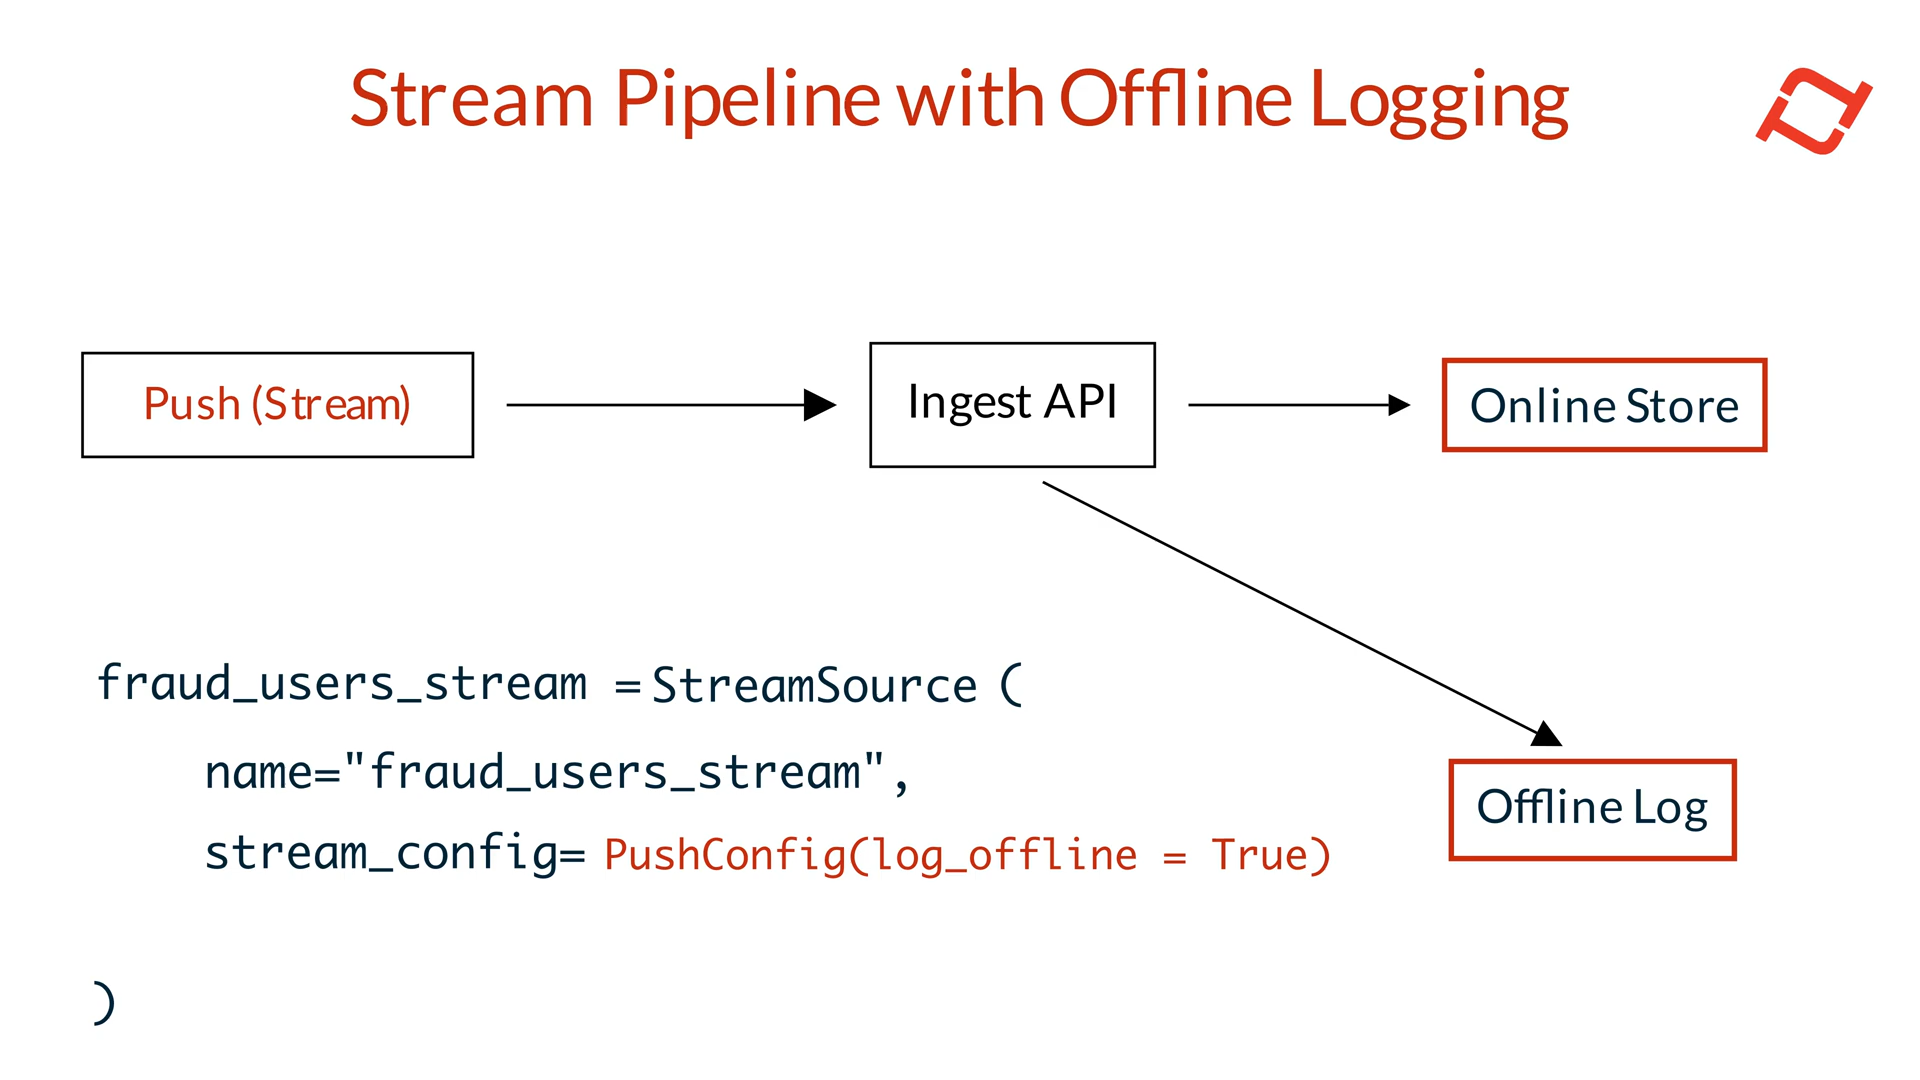 Stream Pipeline with Offline Logging
Push (Stream)
Ingest API
Online Store
fraud_users_stream = StreamSource (
name="fraud_users_stream",
stream_config= PushConfig(log_offline = True)
)
Offline Log